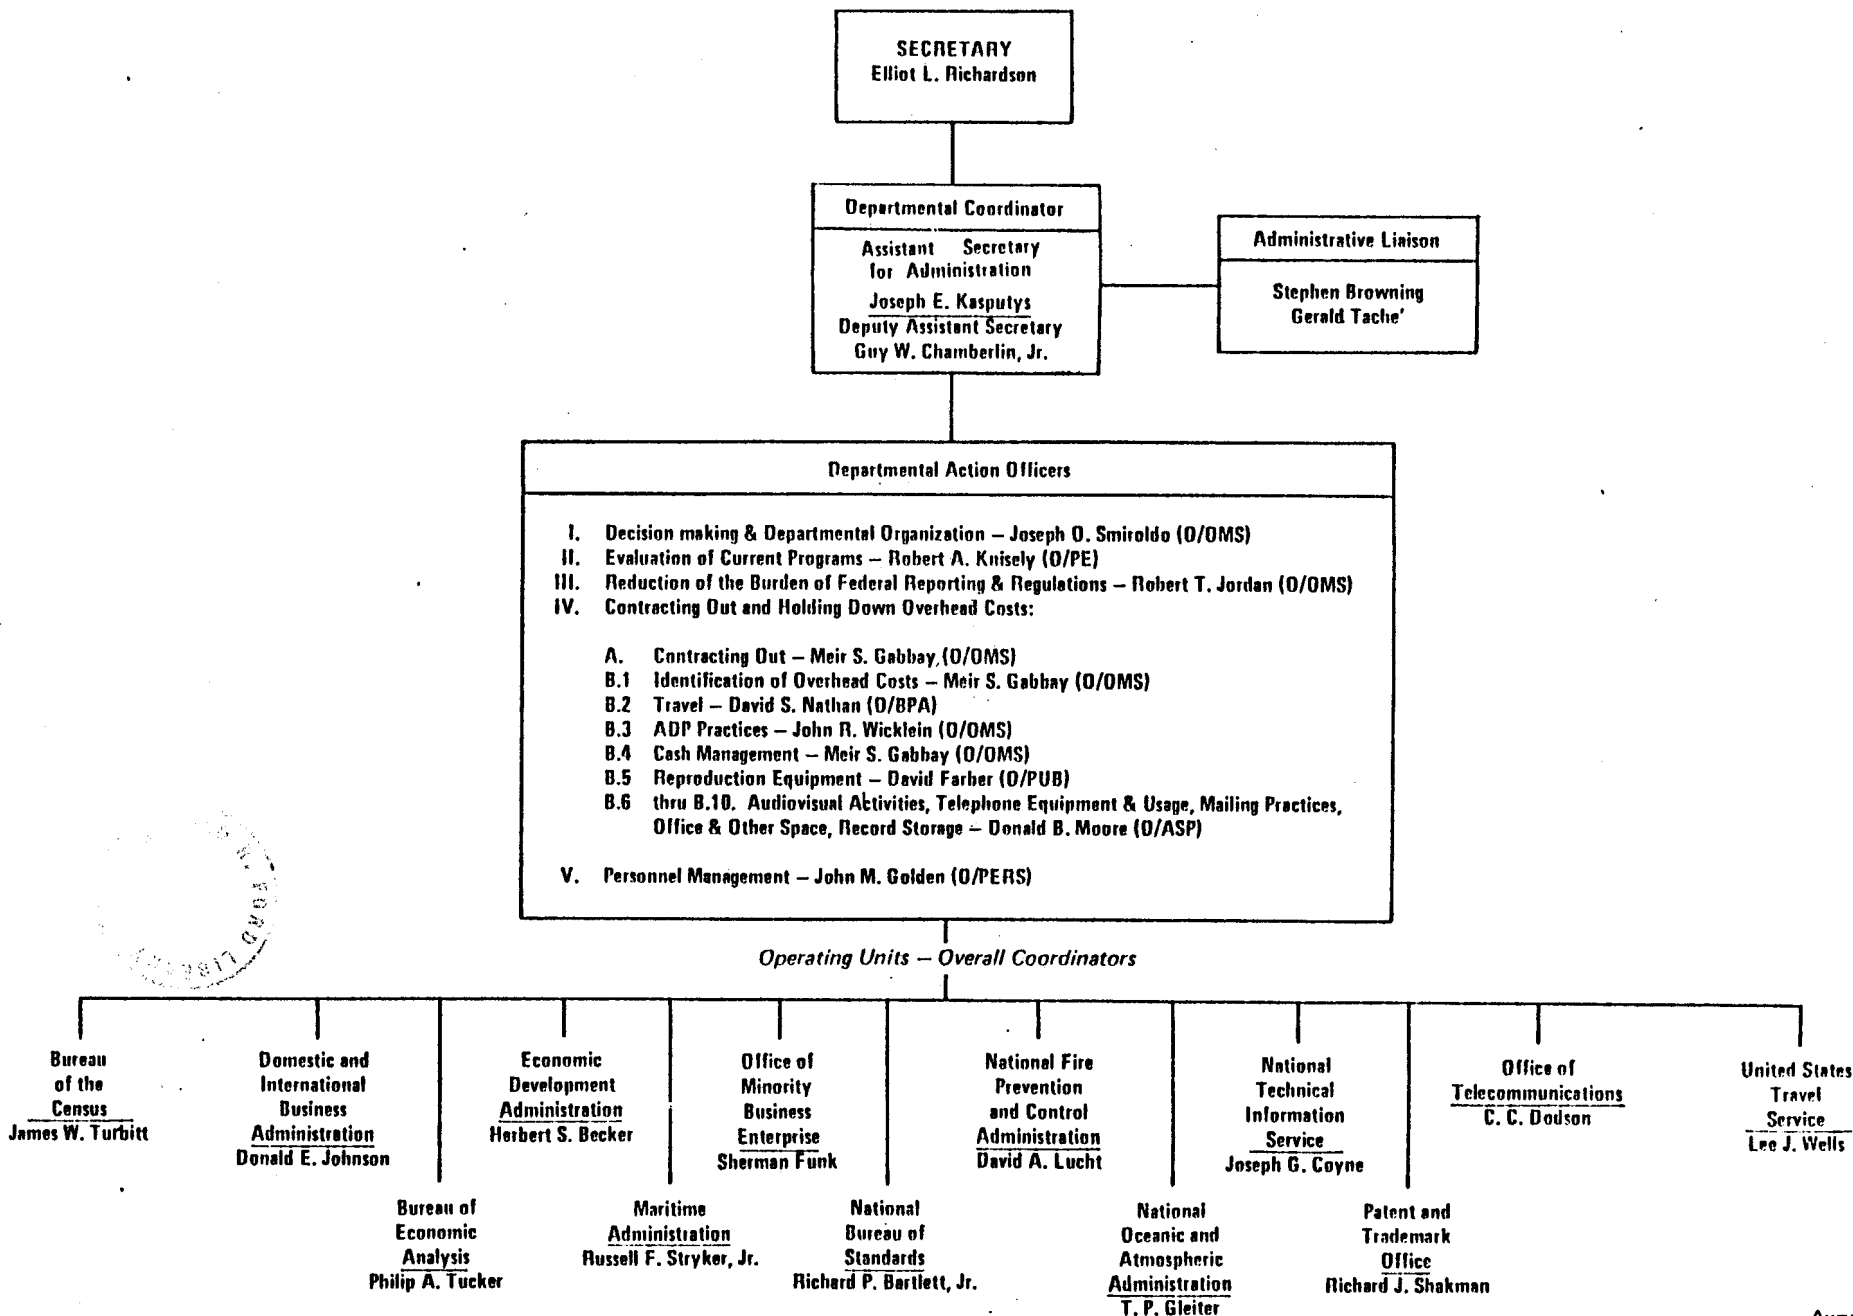 SECRETARY
Elliot L. Richardson
Departmental Coordinator
Assistant Secretary
for Administration
Joseph E. Kasputys
Deputy Assistant Secretary
Guy W. Chamberlin, Jr.
Administrative Liaison
Stephen Browning
Gerald Tache'
Departmental Action Officers
I. Decision making & Departmental Organization — Joseph O. Smiroldo (O/OMS)
II. Evaluation of Current Programs — Robert A. Knisely (O/PE)
III. Reduction of the Burden of Federal Reporting & Regulations — Robert T. Jordan (O/OMS)
IV. Contracting Out and Holding Down Overhead Costs:
A. Contracting Out — Meir S. Gabbay, (O/OMS)
B.1 Identification of Overhead Costs — Meir S. Gabbay (O/OMS)
B.2 Travel — David S. Nathan (O/BPA)
B.3 ADP Practices — John R. Wicklein (O/OMS)
B.4 Cash Management — Meir S. Gabbay (O/OMS)
B.5 Reproduction Equipment — David Farber (O/PUB)
B.6 thru B.10. Audiovisual Activities, Telephone Equipment & Usage, Mailing Practices,
Office & Other Space, Record Storage — Donald B. Moore (O/ASP)
V. Personnel Management — John M. Golden (O/PERS)
FORD LIBRARY
Operating Units — Overall Coordinators
Bureau
of the
Census
James W. Turbitt
Domestic and
International
Business
Administration
Donald E. Johnson
Bureau of
Economic
Analysis
Philip A. Tucker
Economic
Development
Administration
Herbert S. Becker
Maritime
Administration
Russell F. Stryker, Jr.
Office of
Minority
Business
Enterprise
Sherman Funk
National
Bureau of
Standards
Richard P. Bartlett, Jr.
National Fire
Prevention
and Control
Administration
David A. Lucht
National
Oceanic and
Atmospheric
Administration
T. P. Gleiter
National
Technical
Information
Service
Joseph G. Coyne
Patent and
Trademark
Office
Richard J. Shakman
Office of
Telecommunications
C. C. Dodson
United States
Travel
Service
Lee J. Wells